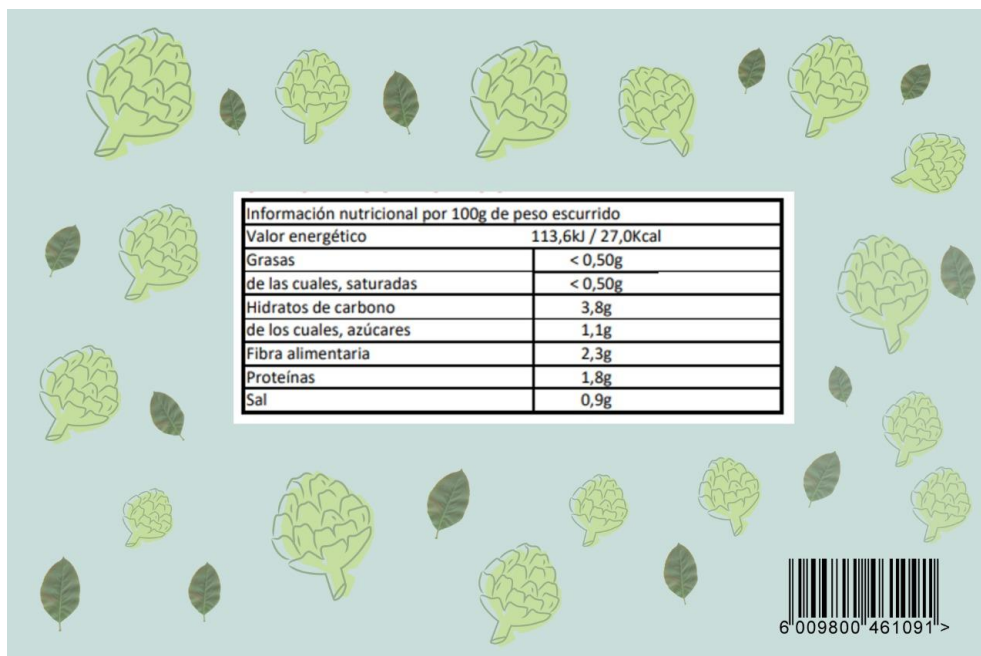 Información nutricional por 100g de peso escurrido
Valor energético 113,6kJ / 27,0Kcal
Grasas < 0,50g
de las cuales, saturadas < 0,50g
Hidratos de carbono 3,8g
de los cuales, azúcares 1,1g
Fibra alimentaria 2,3g
Proteínas 1,8g
Sal 0,9g
6 009800 461091 >